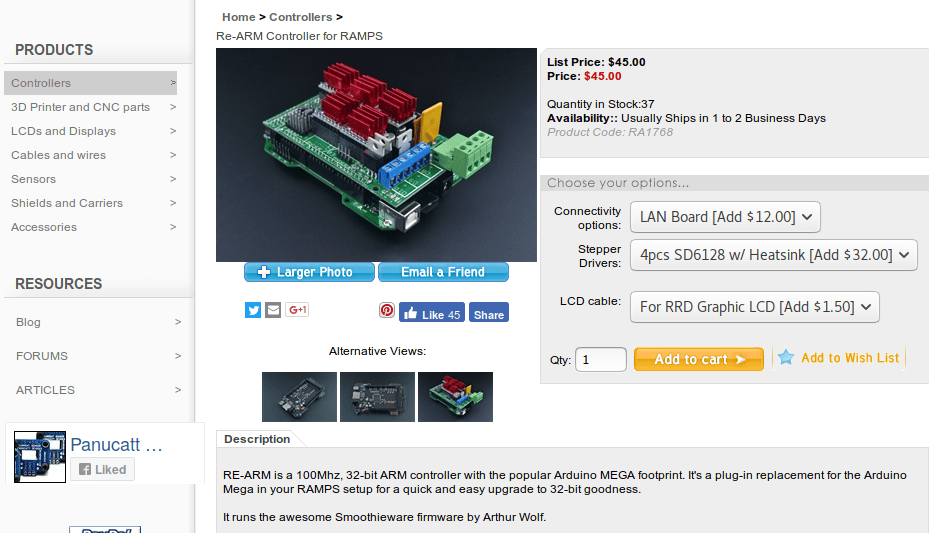 Home > Controllers >
Re-ARM Controller for RAMPS
PRODUCTS
Controllers >
3D Printer and CNC parts >
LCDs and Displays >
Cables and wires >
Sensors >
Shields and Carriers >
Accessories >
RESOURCES
Blog >
FORUMS >
ARTICLES >
Panucatt ...
Liked
Larger Photo
Email a Friend
G+1
Like 45
Share
Alternative Views:
List Price: $45.00
Price: $45.00
Quantity in Stock:37
Availability:: Usually Ships in 1 to 2 Business Days
Product Code: RA1768
Choose your options...
Connectivity
options:
LAN Board [Add $12.00]
Stepper
Drivers:
4pcs SD6128 w/ Heatsink [Add $32.00]
LCD cable:
For RRD Graphic LCD [Add $1.50]
Qty: 1
Add to cart
Add to Wish List
Description
RE-ARM is a 100Mhz, 32-bit ARM controller with the popular Arduino MEGA footprint. It's a plug-in replacement for the Arduino
Mega in your RAMPS setup for a quick and easy upgrade to 32-bit goodness.
It runs the awesome Smoothieware firmware by Arthur Wolf.